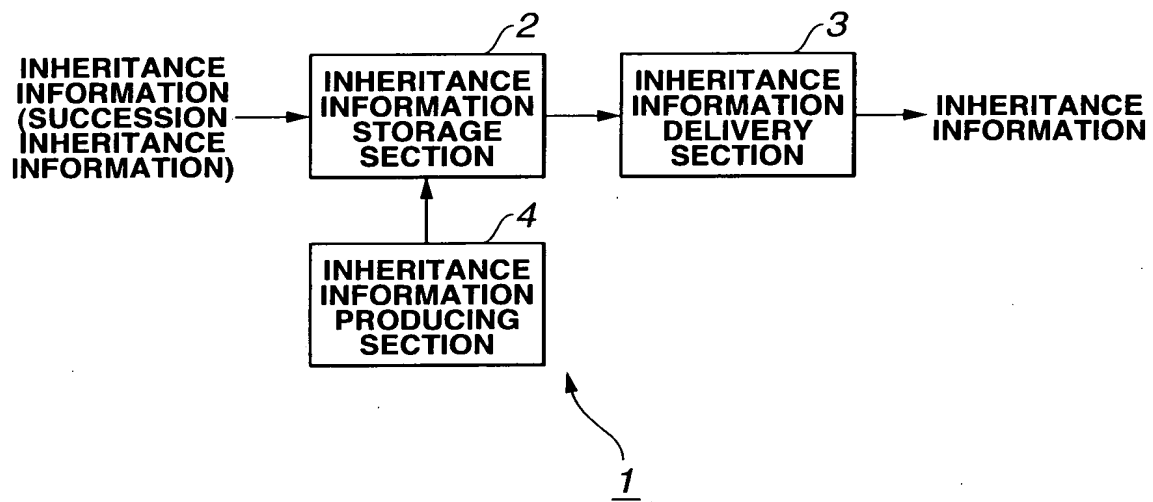 INHERITANCE
INFORMATION
(SUCCESSION
INHERITANCE
INFORMATION)
2
INHERITANCE
INFORMATION
STORAGE
SECTION
3
INHERITANCE
INFORMATION
DELIVERY
SECTION
INHERITANCE
INFORMATION
4
INHERITANCE
INFORMATION
PRODUCING
SECTION
1